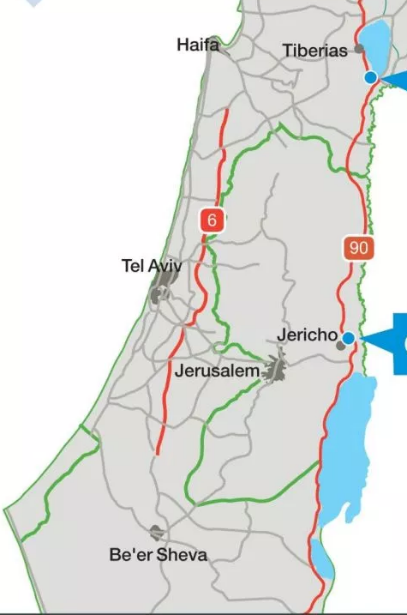 Haifa
Tiberias
6
90
Tel Aviv
Jericho
Jerusalem
Be'er Sheva